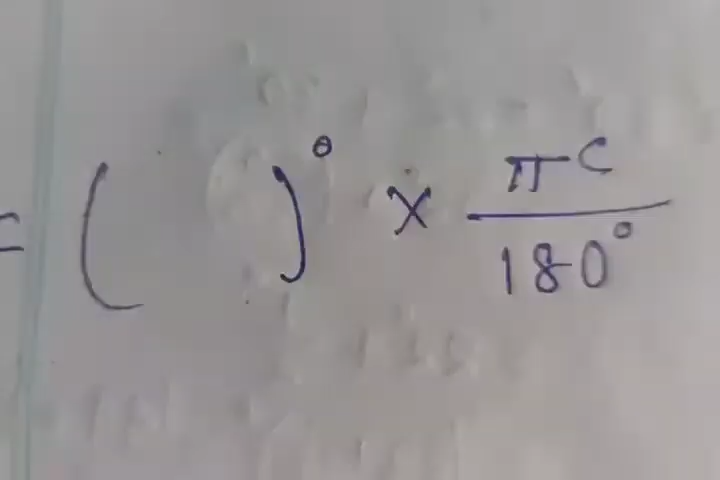 = (      )° × π^c / 180°